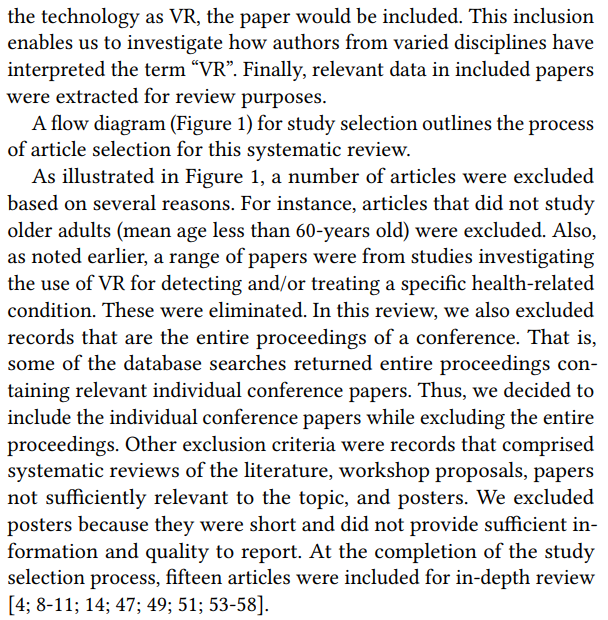 the technology as VR, the paper would be included. This inclusion
enables us to investigate how authors from varied disciplines have
interpreted the term “VR”. Finally, relevant data in included papers
were extracted for review purposes.
A flow diagram (Figure 1) for study selection outlines the process
of article selection for this systematic review.
As illustrated in Figure 1, a number of articles were excluded
based on several reasons. For instance, articles that did not study
older adults (mean age less than 60-years old) were excluded. Also,
as noted earlier, a range of papers were from studies investigating
the use of VR for detecting and/or treating a specific health-related
condition. These were eliminated. In this review, we also excluded
records that are the entire proceedings of a conference. That is,
some of the database searches returned entire proceedings con-
taining relevant individual conference papers. Thus, we decided to
include the individual conference papers while excluding the entire
proceedings. Other exclusion criteria were records that comprised
systematic reviews of the literature, workshop proposals, papers
not sufficiently relevant to the topic, and posters. We excluded
posters because they were short and did not provide sufficient in-
formation and quality to report. At the completion of the study
selection process, fifteen articles were included for in-depth review
[4; 8-11; 14; 47; 49; 51; 53-58].